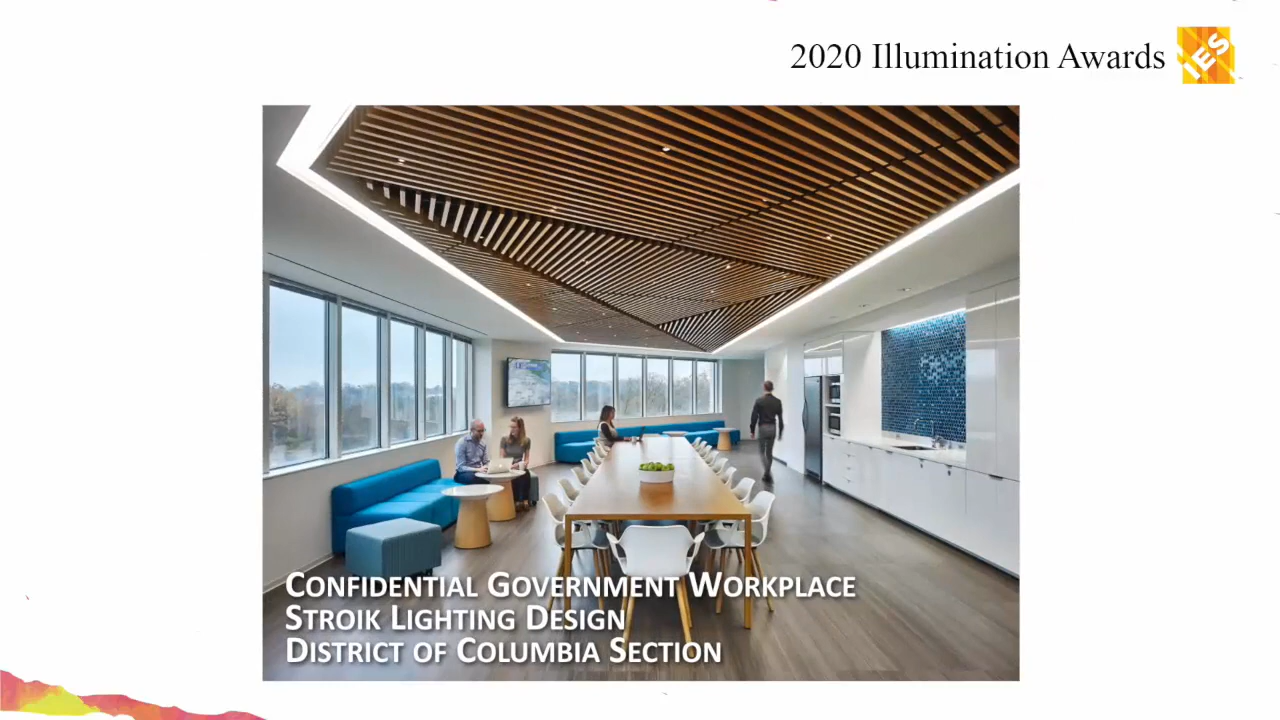 2020 Illumination Awards
IES
CONFIDENTIAL GOVERNMENT WORKPLACE
STROIK LIGHTING DESIGN
DISTRICT OF COLUMBIA SECTION